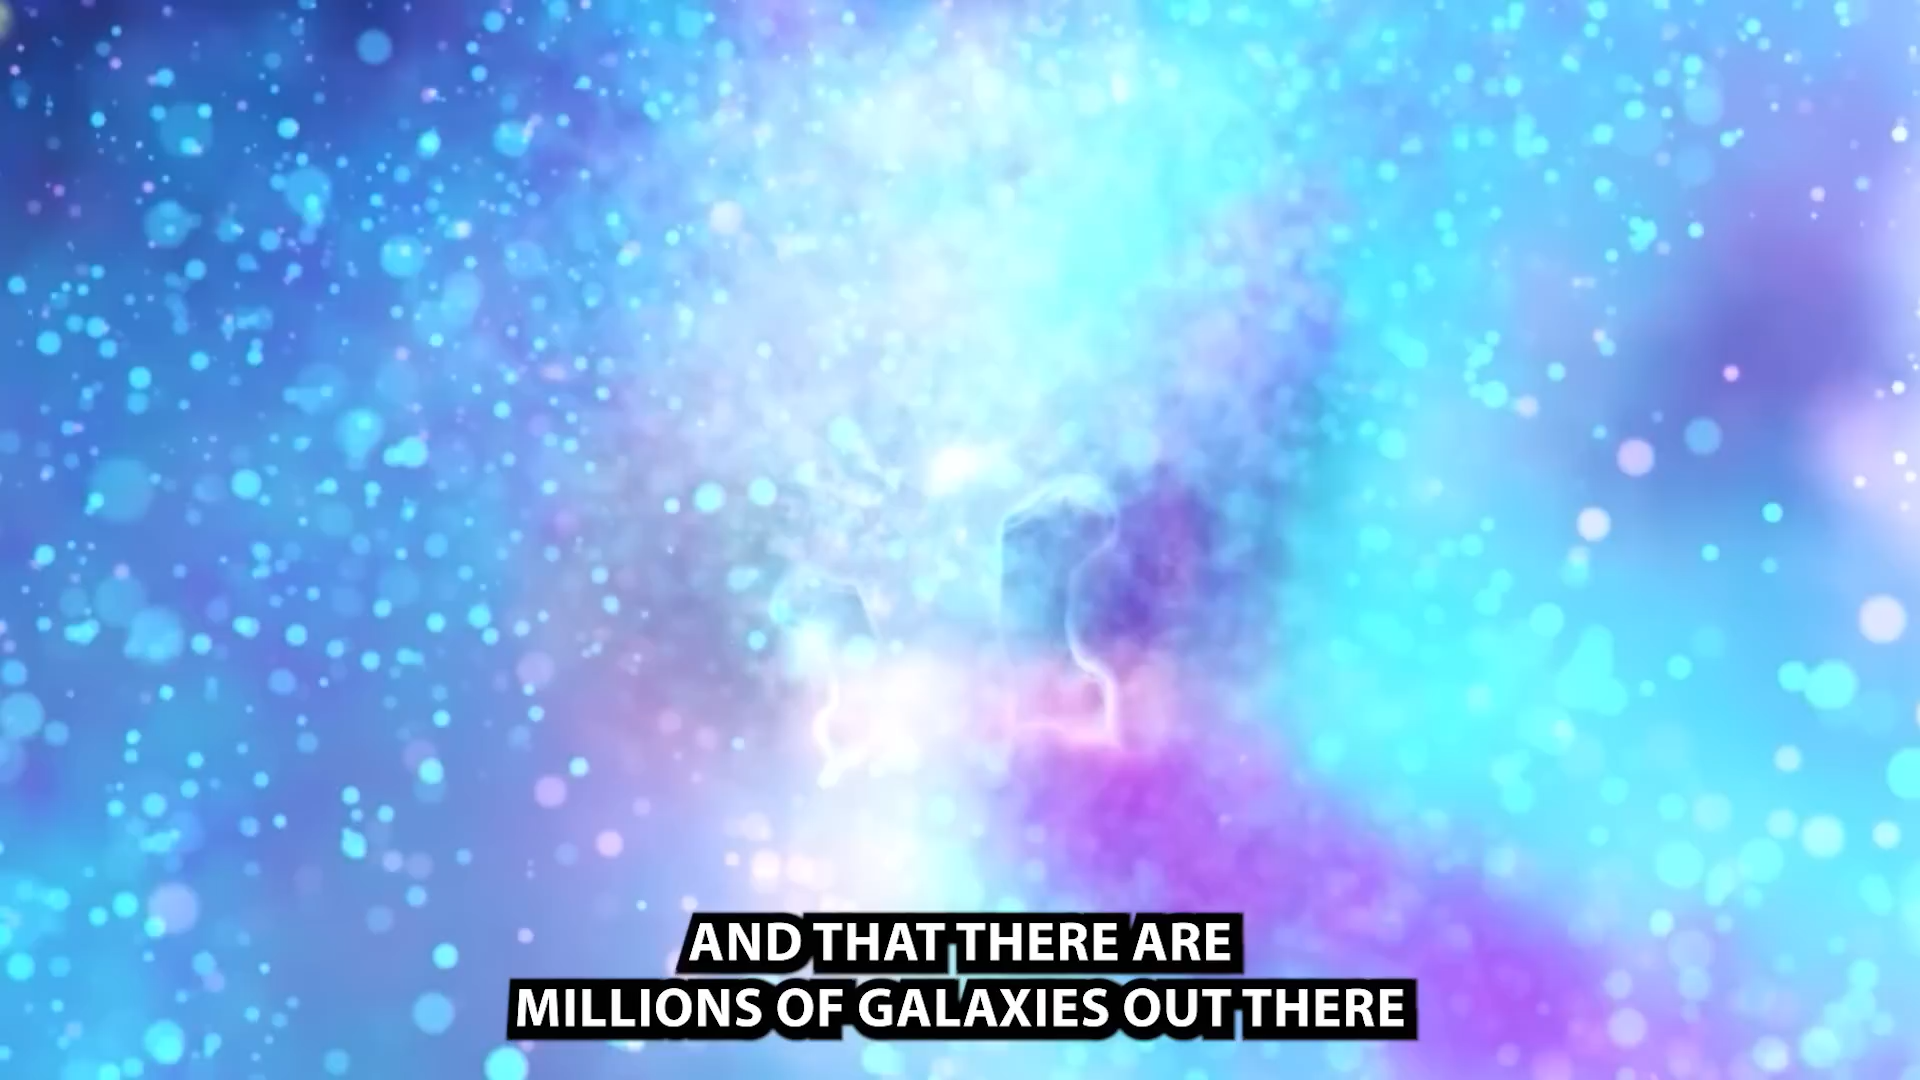 AND THAT THERE ARE
MILLIONS OF GALAXIES OUT THERE